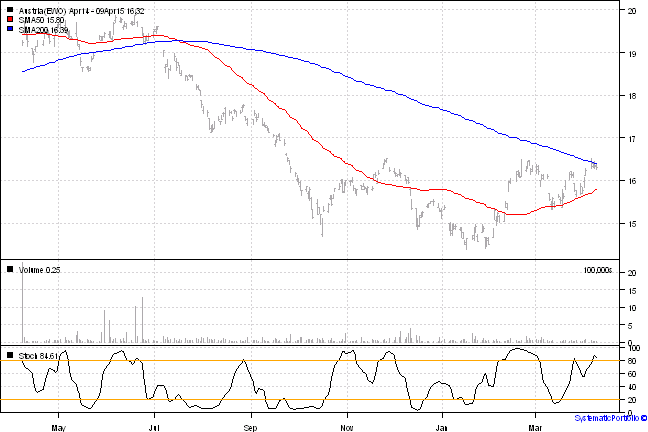 Austria(EWO) Apr14 - 09Apr15 16.32
SMA50 15.80
SMA200 16.39
20
19
18
17
16
15
Volume 0.25
100,000s
20
15
10
5
0
Stoch 84.61
100
80
60
40
20
0
May
Jul
Sep
Nov
Jan
Mar
SystematicPortfolio ©